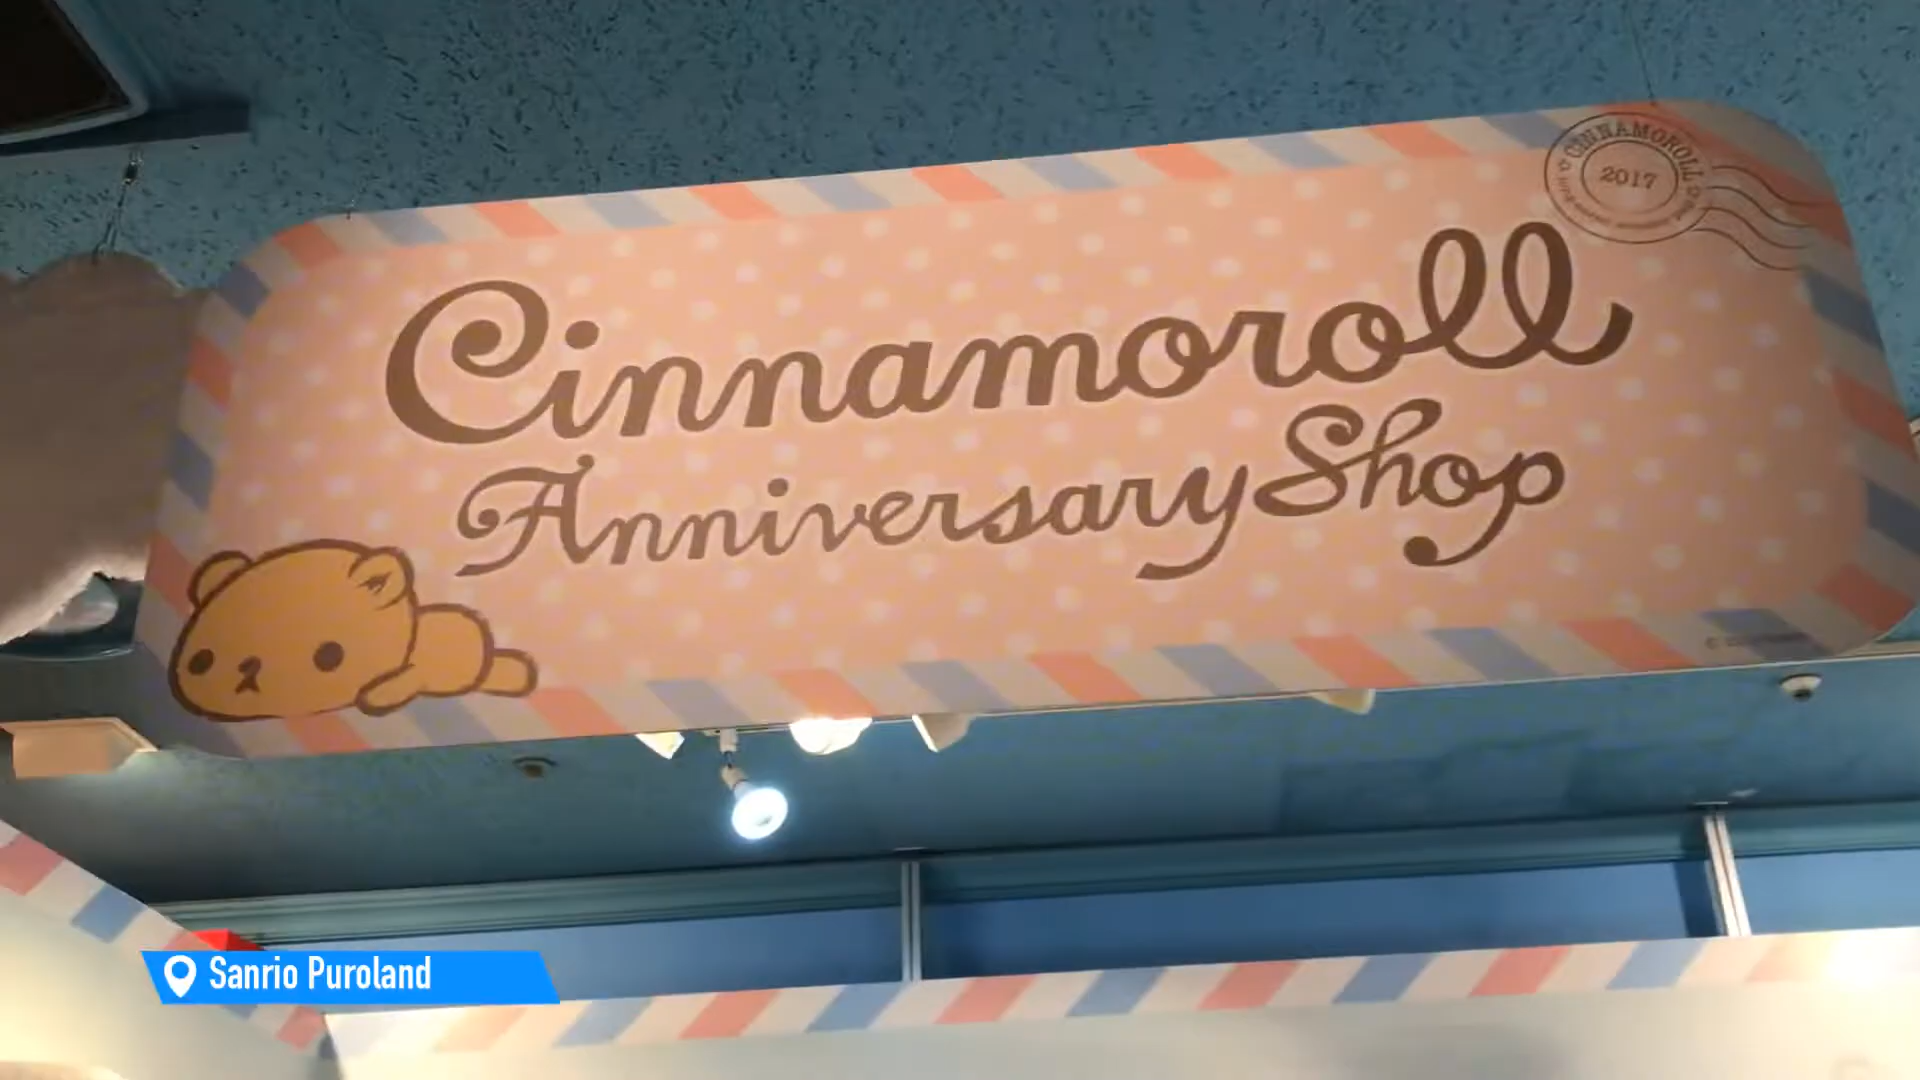 CINNAMOROLL
2017
Cinnamoroll
Anniversary Shop
Sanrio Puroland